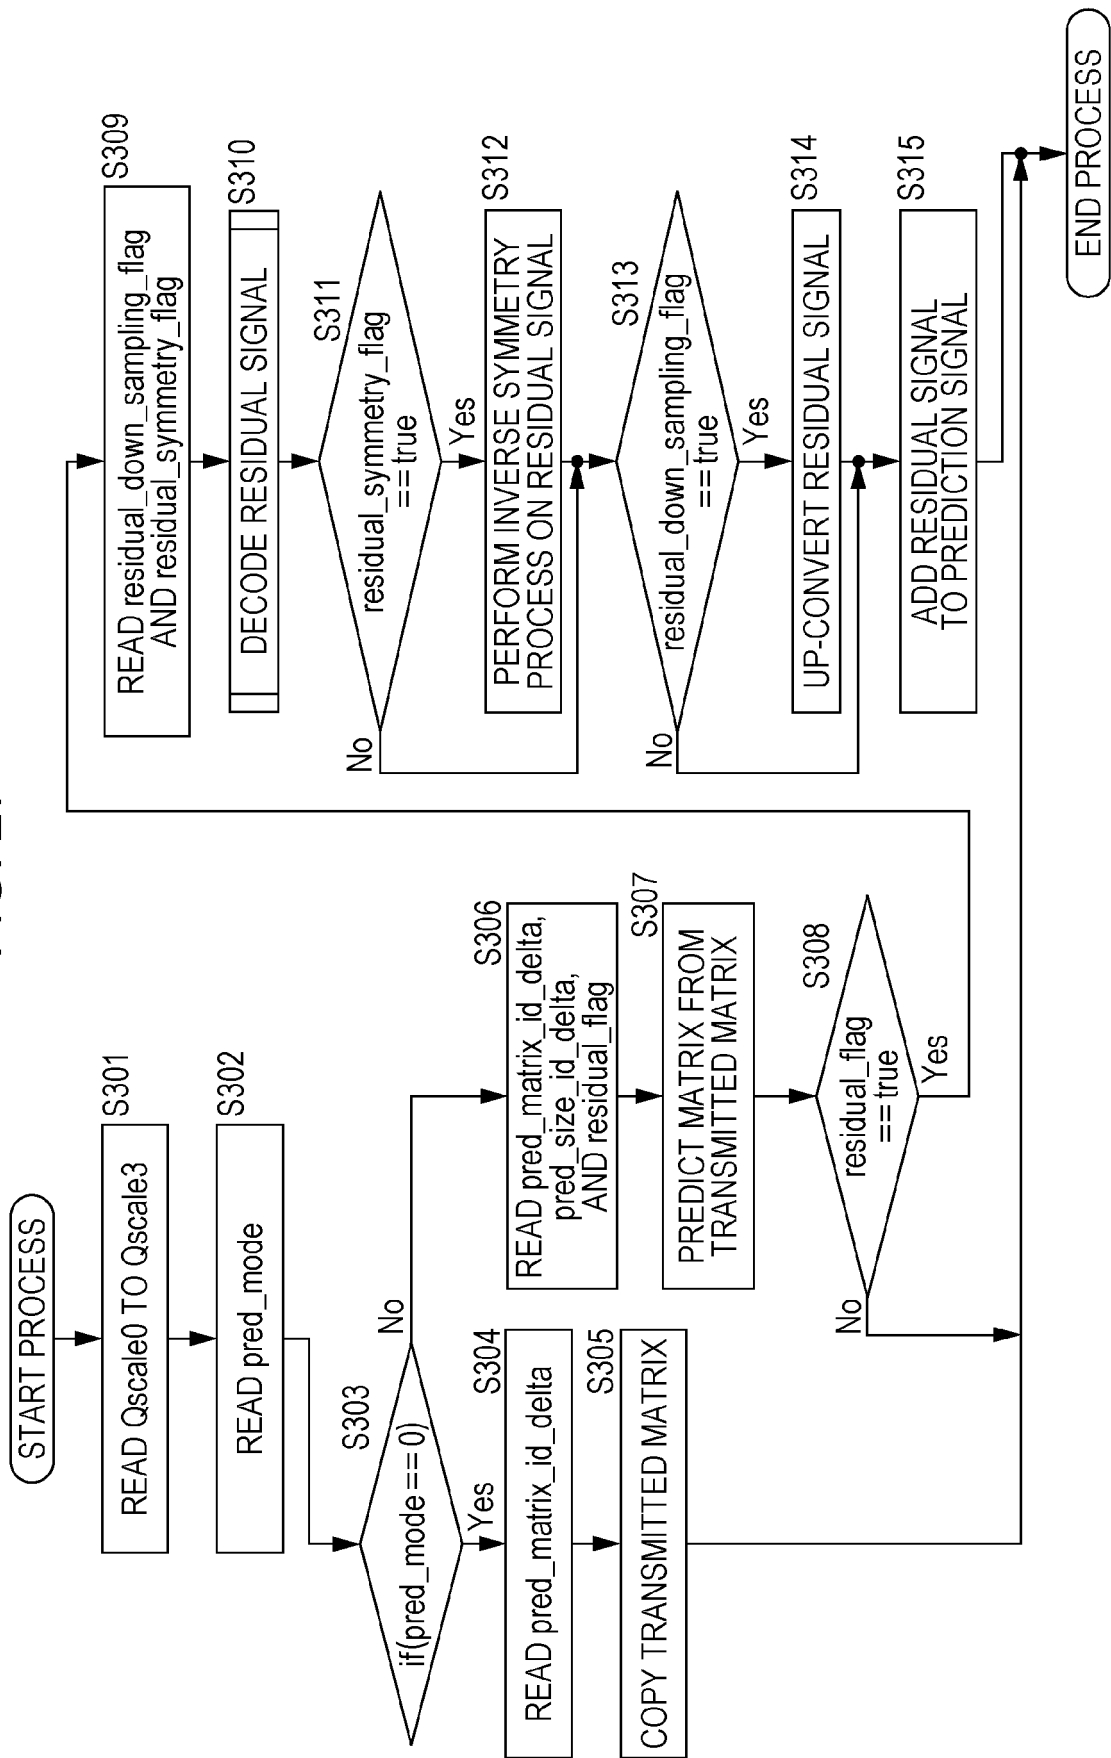 START PROCESS
S301
READ Qscale0 TO Qscale3
S302
READ pred_mode
S303
if(pred_mode == 0)
Yes
No
S304
READ pred_matrix_id_delta
S305
COPY TRANSMITTED MATRIX
S306
READ pred_matrix_id_delta,
pred_size_id_delta,
AND residual_flag
S307
PREDICT MATRIX FROM
TRANSMITTED MATRIX
S308
residual_flag
== true
No
Yes
S309
READ residual_down_sampling_flag
AND residual_symmetry_flag
S310
DECODE RESIDUAL SIGNAL
S311
residual_symmetry_flag
== true
No
Yes
S312
PERFORM INVERSE SYMMETRY
PROCESS ON RESIDUAL SIGNAL
S313
residual_down_sampling_flag
== true
No
Yes
S314
UP-CONVERT RESIDUAL SIGNAL
S315
ADD RESIDUAL SIGNAL
TO PREDICTION SIGNAL
END PROCESS